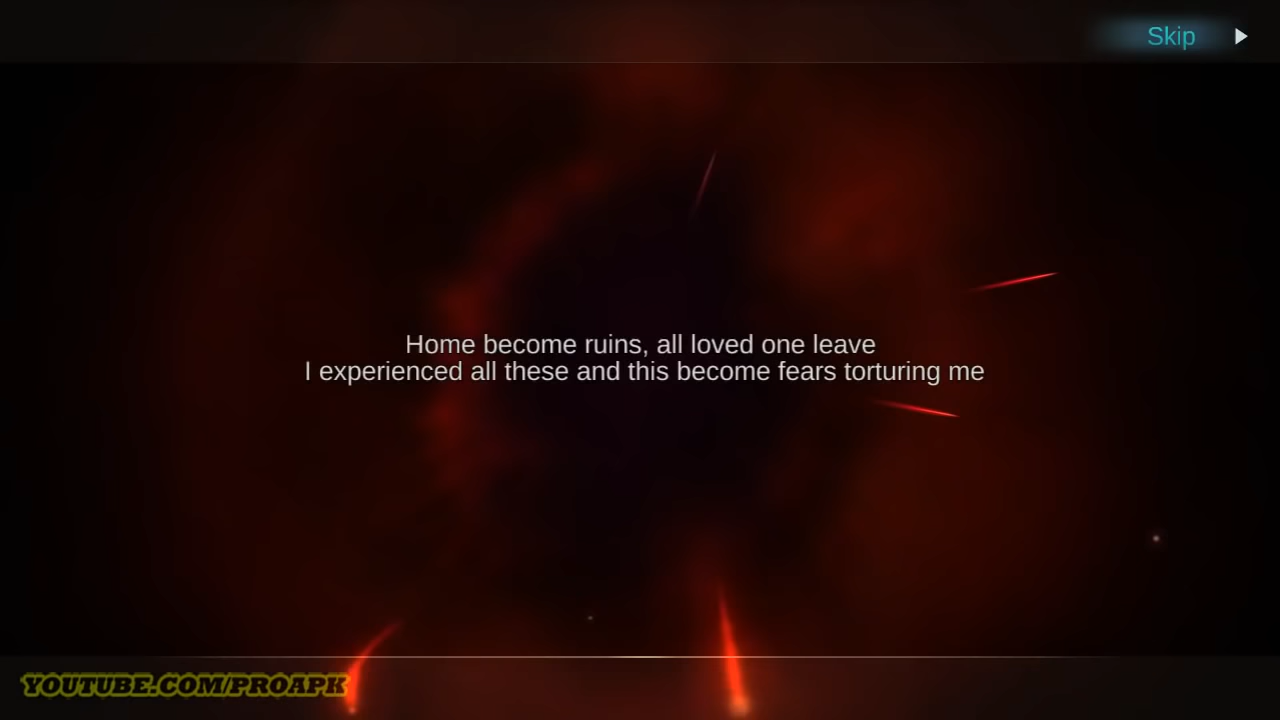 Skip
Home become ruins, all loved one leave
I experienced all these and this become fears torturing me
YOUTUBE.COM/PROAPK